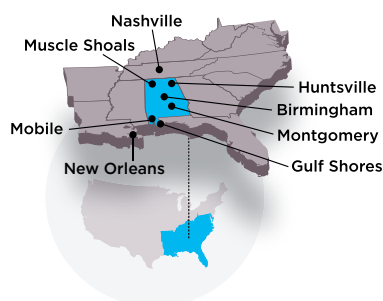 Nashville
Muscle Shoals
Huntsville
Birmingham
Mobile
Montgomery
New Orleans
Gulf Shores